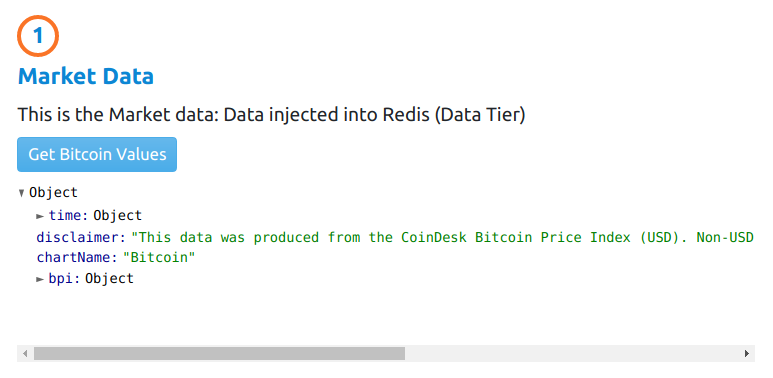 1
Market Data
This is the Market data: Data injected into Redis (Data Tier)
Get Bitcoin Values
Object
time: Object
disclaimer: "This data was produced from the CoinDesk Bitcoin Price Index (USD). Non-USD
chartName: "Bitcoin"
bpi: Object